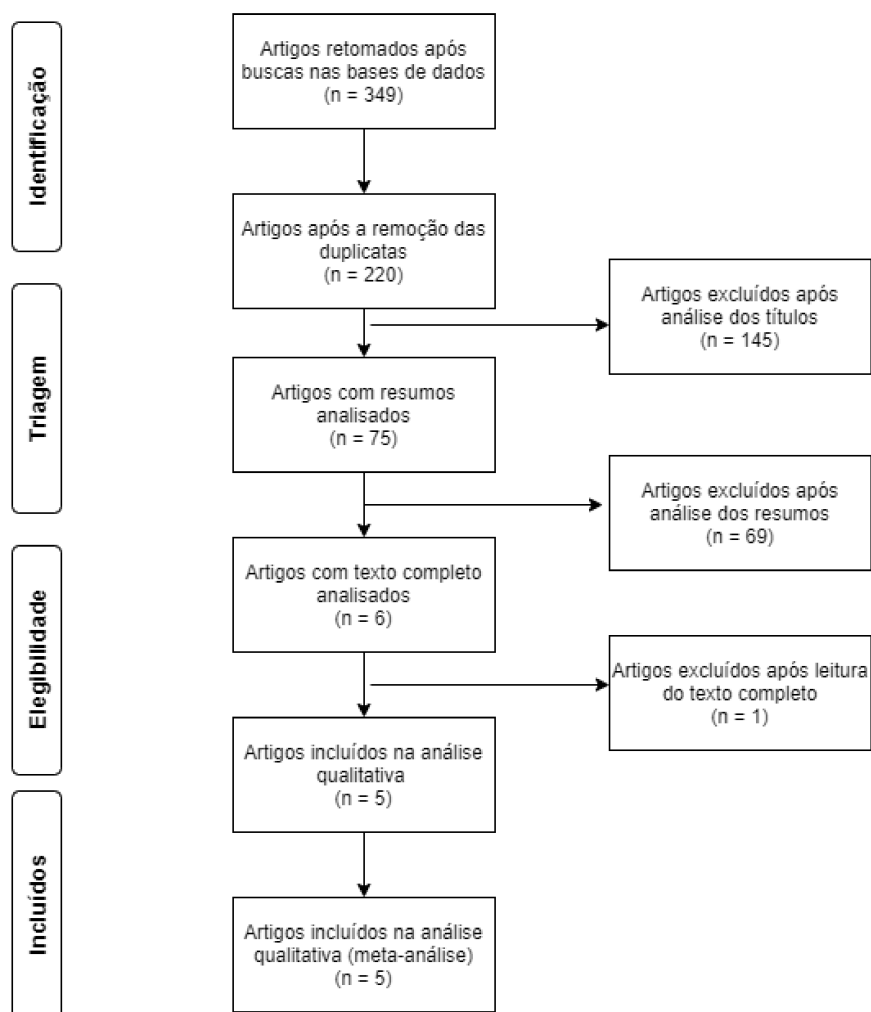 Identificação
Artigos retomados após
buscas nas bases de dados
(n = 349)
Artigos após a remoção das
duplicatas
(n = 220)
Triagem
Artigos excluídos após
análise dos títulos
(n = 145)
Artigos com resumos
analisados
(n = 75)
Artigos excluídos após
análise dos resumos
(n = 69)
Elegibilidade
Artigos com texto completo
analisados
(n = 6)
Artigos excluídos após leitura
do texto completo
(n = 1)
Artigos incluídos na análise
qualitativa
(n = 5)
Incluídos
Artigos incluídos na análise
qualitativa (meta-análise)
(n = 5)